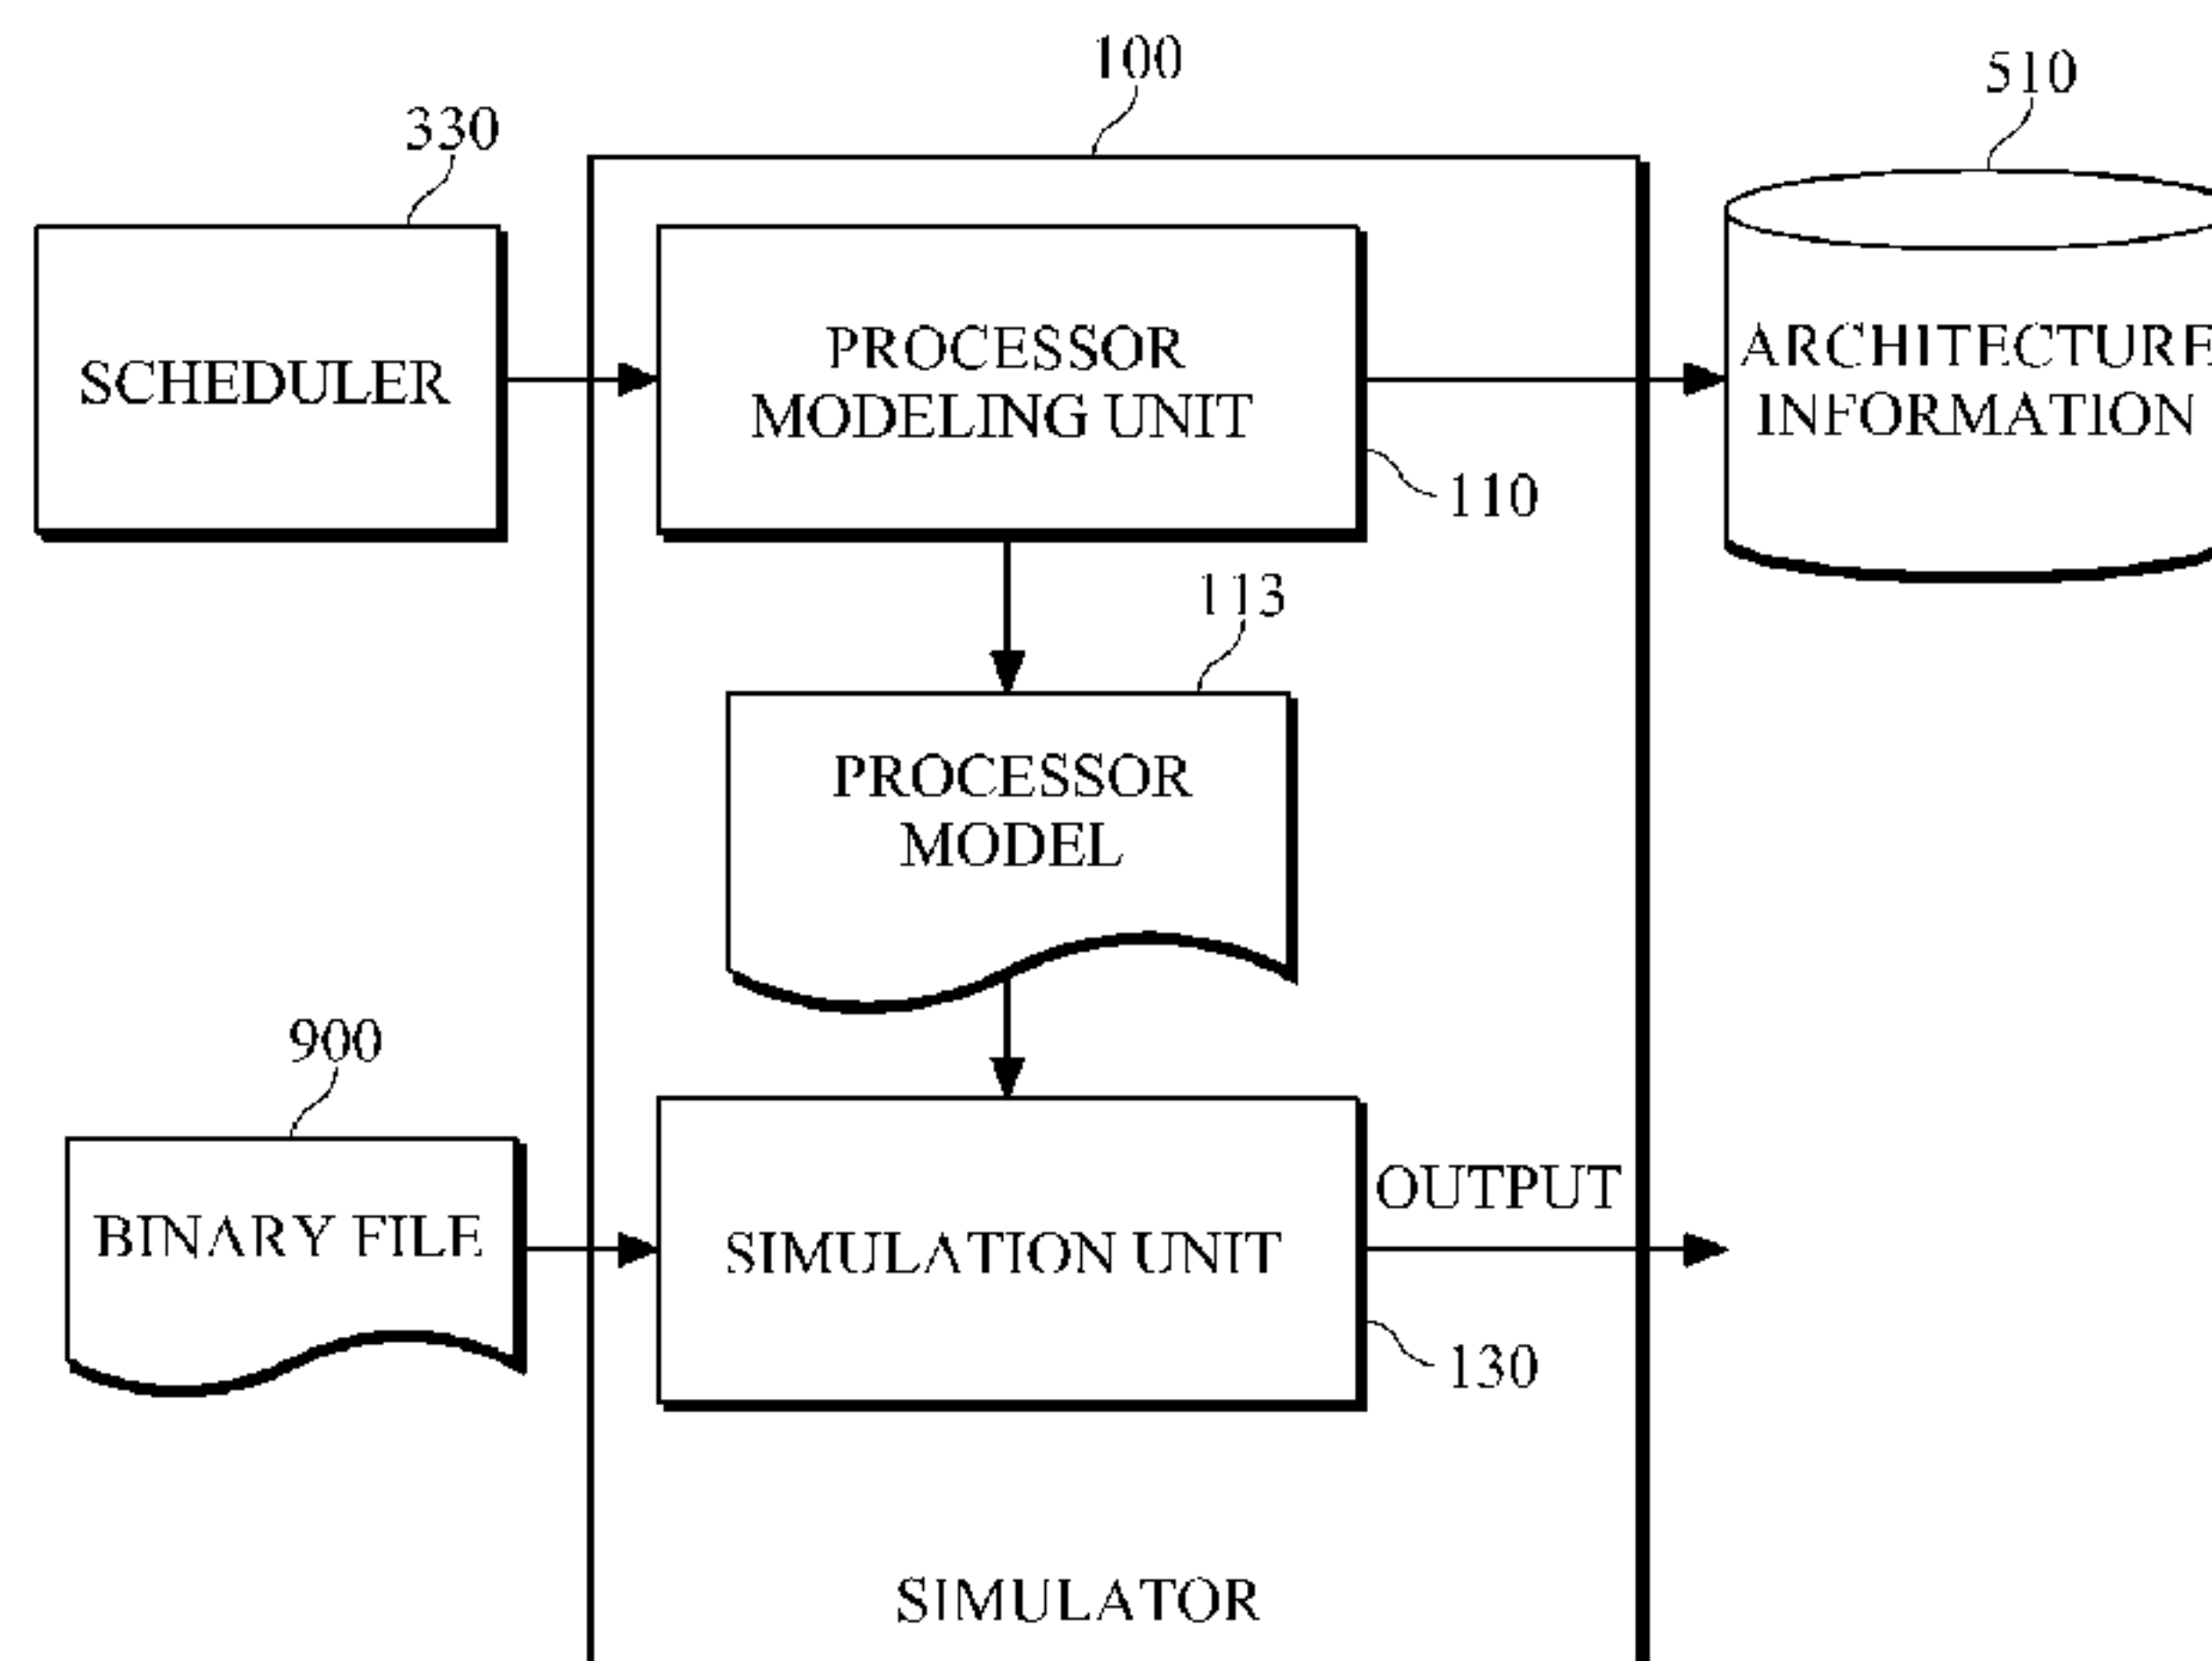 100
510
330
SCHEDULER
PROCESSOR
MODELING UNIT
ARCHITECTURE
INFORMATION
110
113
PROCESSOR
MODEL
900
BINARY FILE
SIMULATION UNIT
OUTPUT
130
SIMULATOR